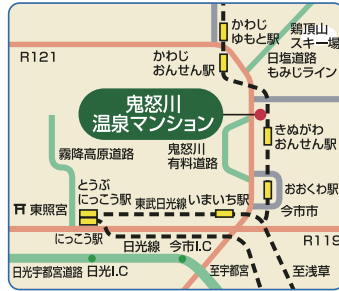 かわじ
ゆもと駅
鶏頂山
スキー場
R121
かわじ
おんせん駅
日塩道路
もみじライン
鬼怒川
温泉マンション
きぬがわ
おんせん駅
霧降高原道路
鬼怒川
有料道路
とうぶ
にっこう駅
おおくわ駅
東照宮
東武日光線
いまいち駅
今市市
にっこう駅
R119
日光線
今市I.C
日光宇都宮道路
日光I.C
至宇都宮
至浅草